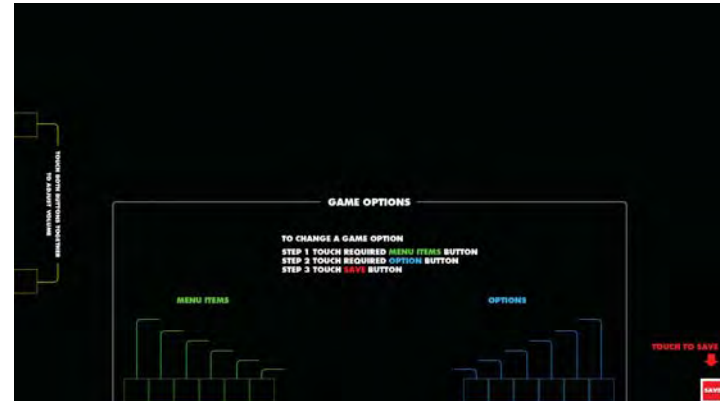 TOUCH BOTH BUTTONS TOGETHER
TO ADJUST VOLUME
GAME OPTIONS
TO CHANGE A GAME OPTION
STEP 1 TOUCH REQUIRED MENU ITEMS BUTTON
STEP 2 TOUCH REQUIRED OPTION BUTTON
STEP 3 TOUCH SAVE BUTTON
MENU ITEMS
OPTIONS
TOUCH TO SAVE
SAVE